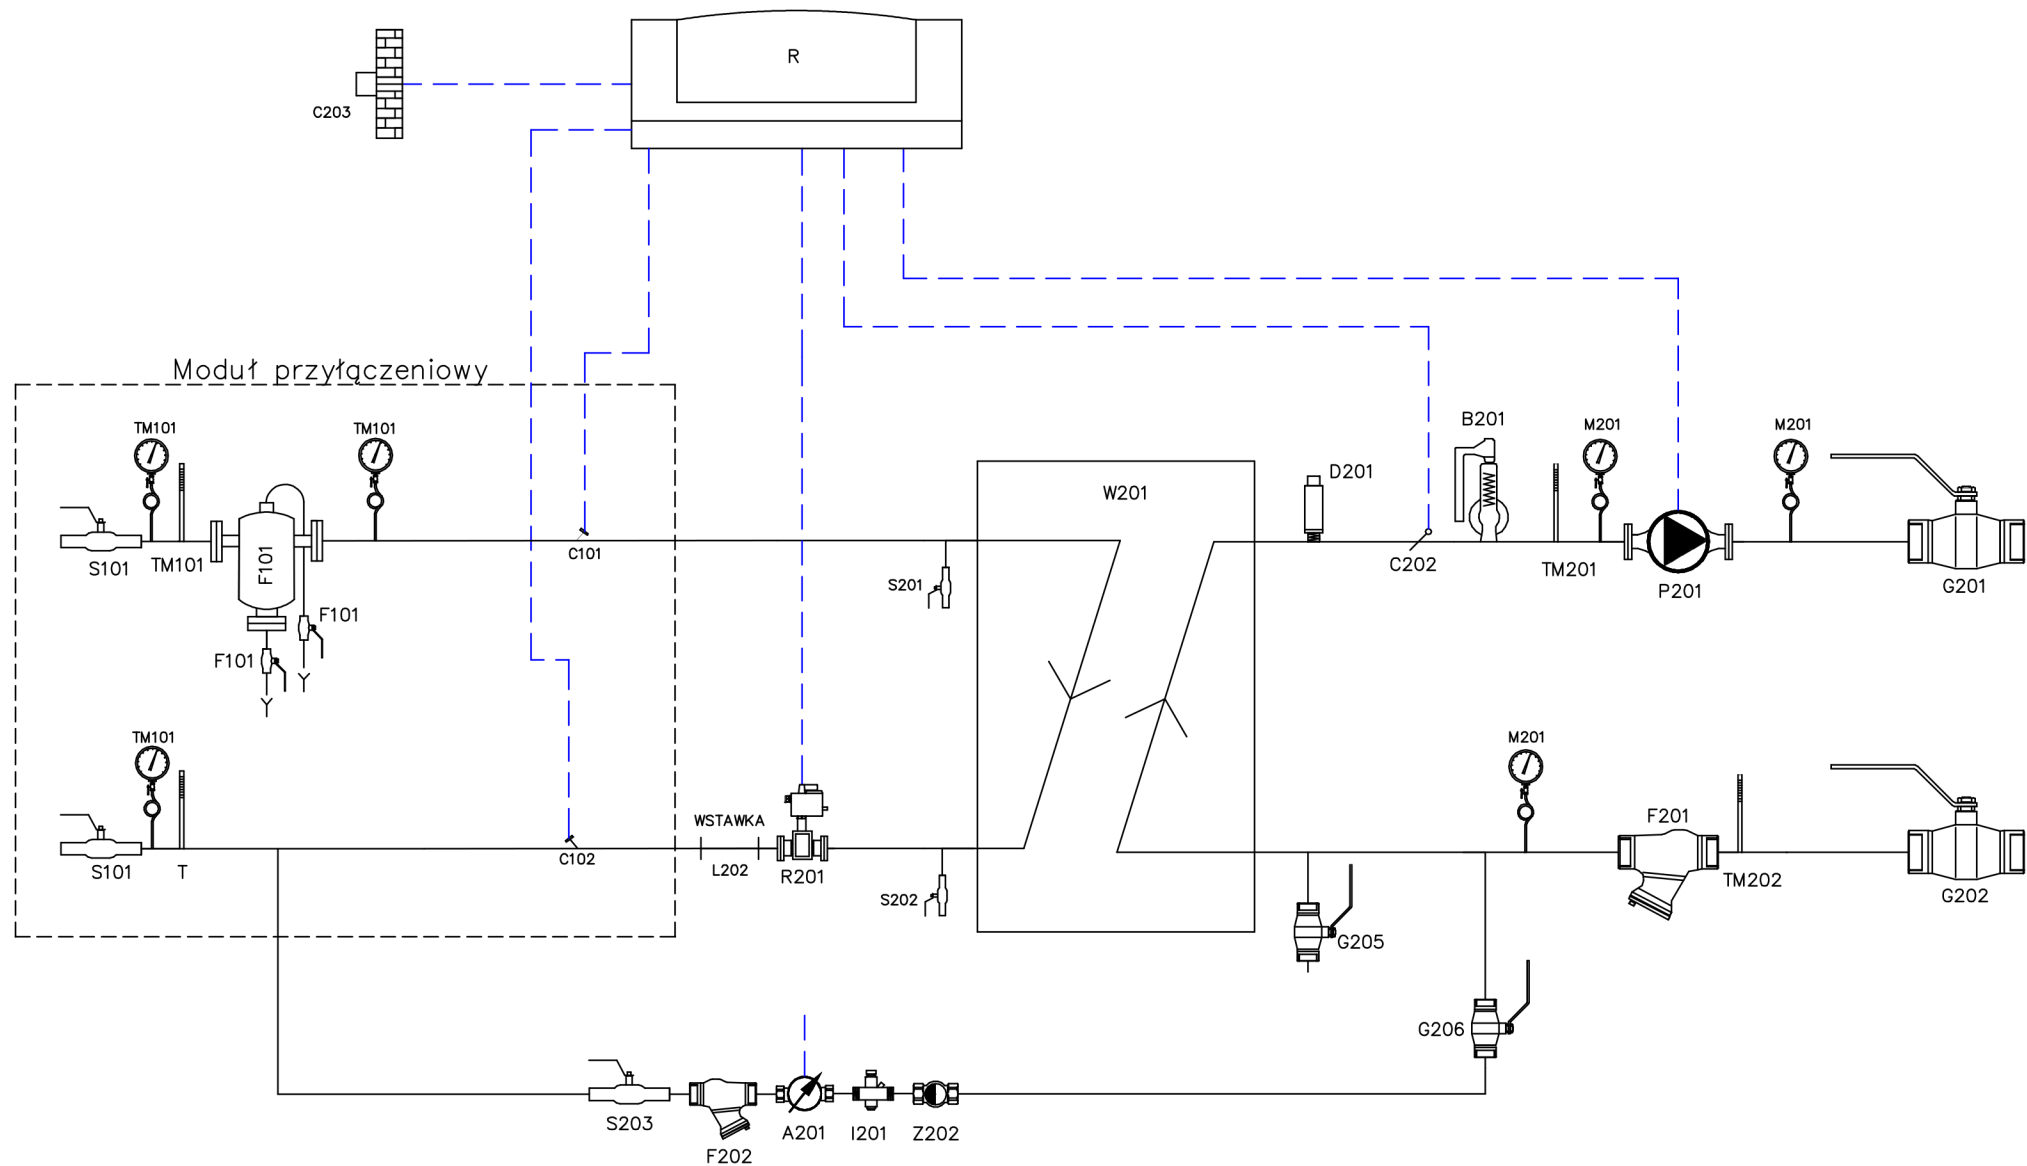 R
C203
Moduł przyłączeniowy
B201
TM101
TM101
M201
M201
D201
W201
S101
TM101
F101
C101
S201
C202
TM201
P201
G201
F101
F101
TM101
M201
F201
WSTAWKA
S101
T
C102
L202
R201
S202
TM202
G202
G205
G206
S203
F202
A201
I201
Z202